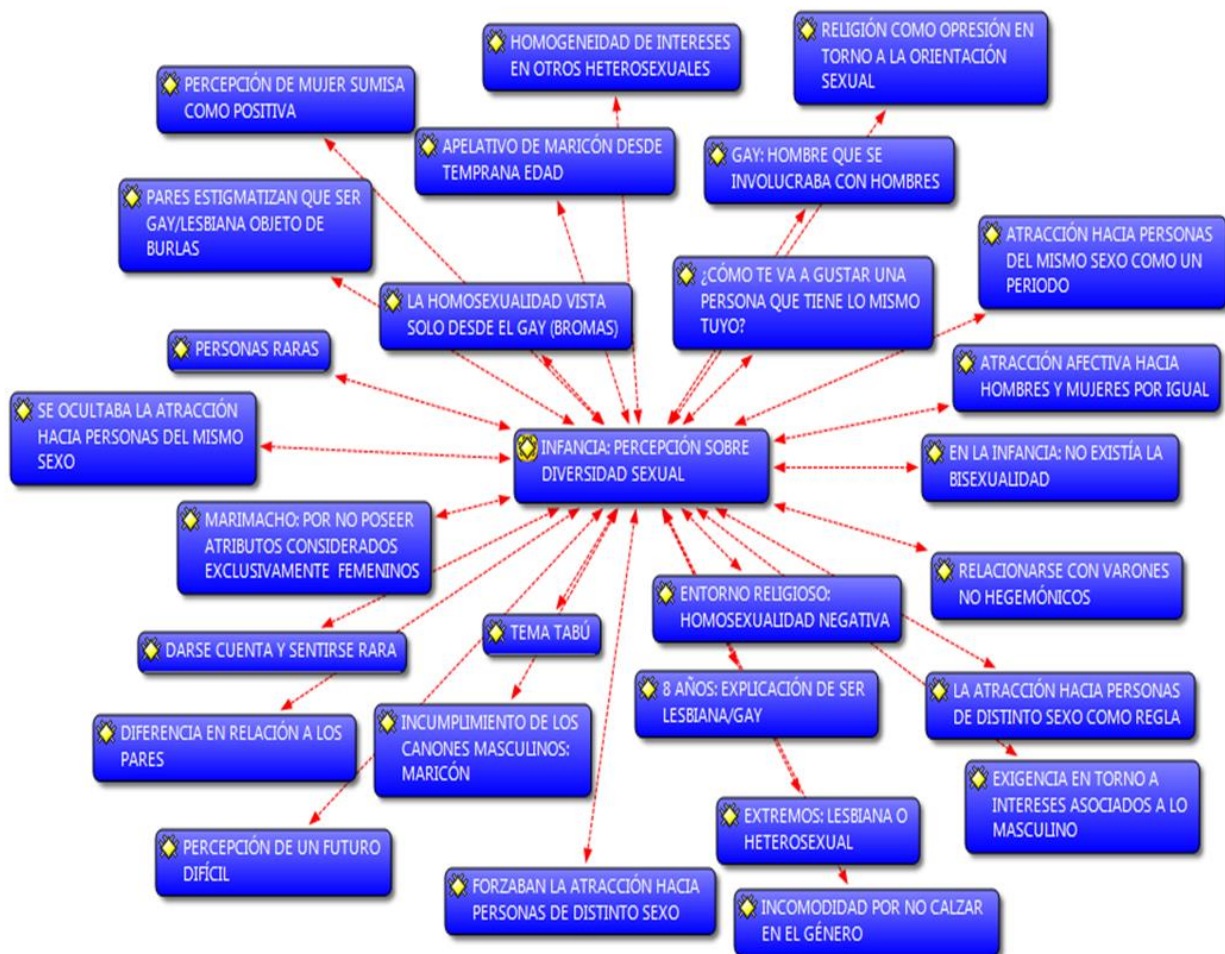 HOMOGENEIDAD DE INTERESES
EN OTROS HETEROSEXUALES
RELIGIÓN COMO OPRESIÓN EN
TORNO A LA ORIENTACIÓN
SEXUAL
PERCEPCIÓN DE MUJER SUMISA
COMO POSITIVA
APELATIVO DE MARICÓN DESDE
TEMPRANA EDAD
GAY: HOMBRE QUE SE
INVOLUCRABA CON HOMBRES
PARES ESTIGMATIZAN QUE SER
GAY/LESBIANA OBJETO DE
BURLAS
ATRACCIÓN HACIA PERSONAS
DEL MISMO SEXO COMO UN
PERIODO
LA HOMOSEXUALIDAD VISTA
SOLO DESDE EL GAY (BROMAS)
¿CÓMO TE VA A GUSTAR UNA
PERSONA QUE TIENE LO MISMO
TUYO?
PERSONAS RARAS
ATRACCIÓN AFECTIVA HACIA
HOMBRES Y MUJERES POR IGUAL
SE OCULTABA LA ATRACCIÓN
HACIA PERSONAS DEL MISMO
SEXO
INFANCIA: PERCEPCIÓN SOBRE
DIVERSIDAD SEXUAL
EN LA INFANCIA: NO EXISTÍA LA
BISEXUALIDAD
MARIMACHO: POR NO POSEER
ATRIBUTOS CONSIDERADOS
EXCLUSIVAMENTE FEMENINOS
RELACIONARSE CON VARONES
NO HEGEMÓNICOS
ENTORNO RELIGIOSO:
HOMOSEXUALIDAD NEGATIVA
TEMA TABÚ
DARSE CUENTA Y SENTIRSE RARA
8 AÑOS: EXPLICACIÓN DE SER
LESBIANA/GAY
LA ATRACCIÓN HACIA PERSONAS
DE DISTINTO SEXO COMO REGLA
DIFERENCIA EN RELACIÓN A LOS
PARES
INCUMPLIMIENTO DE LOS
CANONES MASCULINOS:
MARICÓN
EXIGENCIA EN TORNO A
INTERESES ASOCIADOS A LO
MASCULINO
EXTREMOS: LESBIANA O
HETEROSEXUAL
PERCEPCIÓN DE UN FUTURO
DIFÍCIL
FORZABAN LA ATRACCIÓN HACIA
PERSONAS DE DISTINTO SEXO
INCOMODIDAD POR NO CALZAR
EN EL GÉNERO